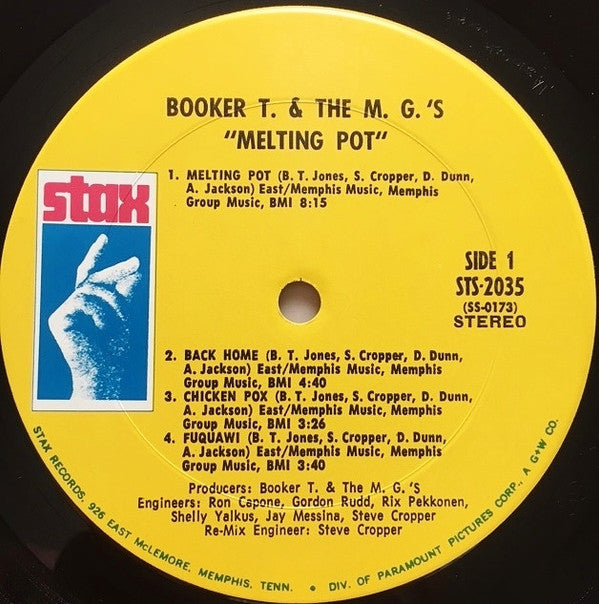 BOOKER T. & THE M. G.'S
"MELTING POT"
1. MELTING POT (B. T. Jones, S. Cropper, D. Dunn,
A. Jackson) East/Memphis Music, Memphis
Group Music, BMI 8:15
stax
SIDE 1
STS-2035
(SS-0173)
STEREO
2. BACK HOME (B. T. Jones, S. Cropper, D. Dunn,
A. Jackson) East/Memphis Music, Memphis
Group Music, BMI 4:40
3. CHICKEN POX (B. T. Jones, S. Cropper, D. Dunn,
A. Jackson) East/Memphis Music, Memphis
Group Music, BMI 3:26
4. FUQUAWI (B. T. Jones, S. Cropper, D. Dunn,
A. Jackson) East/Memphis Music, Memphis
Group Music, BMI 3:40
Producers: Booker T. & The M. G.'S
Engineers: Ron Capone, Gordon Rudd, Rix Pekkonen,
Shelly Yalkus, Jay Messina, Steve Cropper
Re-Mix Engineer: Steve Cropper
STAX RECORDS, 926 EAST McLEMORE, MEMPHIS, TENN. • DIV. OF PARAMOUNT PICTURES CORP., A G+W CO.